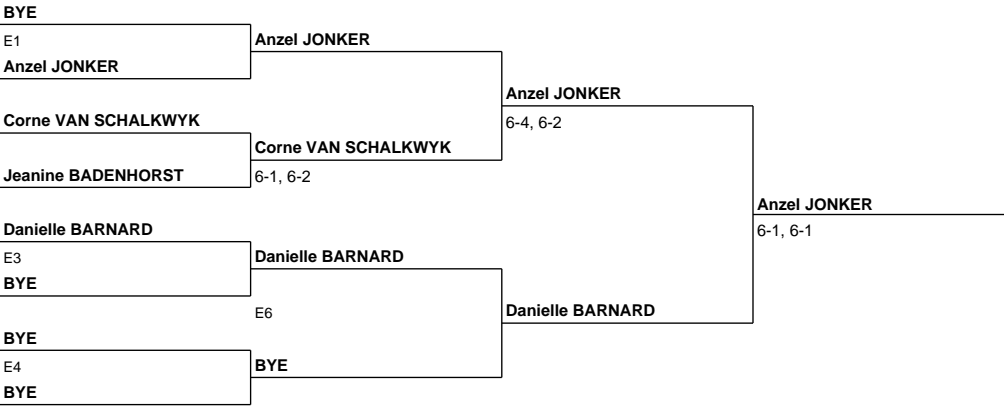 BYE
E1
Anzel JONKER
Anzel JONKER
Corne VAN SCHALKWYK
Jeanine BADENHORST
Corne VAN SCHALKWYK
6-1, 6-2
Anzel JONKER
6-4, 6-2
Danielle BARNARD
E3
BYE
Danielle BARNARD
E6
BYE
E4
BYE
BYE
Danielle BARNARD
Anzel JONKER
6-1, 6-1